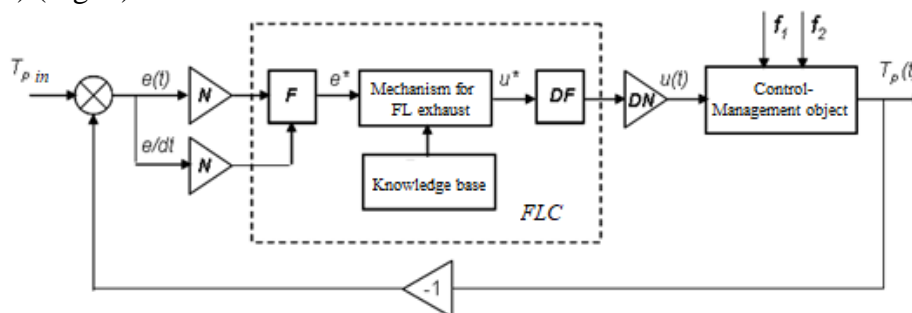 f₁ f₂
Tₚ in
e(t)
N
F
e*
Mechanism for
FL exhaust
u*
DF
DN
u(t)
Control-
Management object
Tₚ(t)
e/dt
N
Knowledge base
FLC
-1